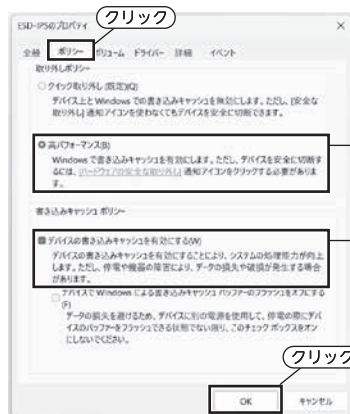 クリック
ESD-IPSのプロパティ
全般 ポリシー ボリューム ドライバー 詳細 イベント
取り外しポリシー
クイック取り外し (既定)(Q)
デバイス上と Windows での書き込みキャッシュを無効にします。ただし、[安全な
取り外し] 通知アイコンを使わなくてもデバイスを安全に切断できます。
高パフォーマンス(B)
Windows で書き込みキャッシュを有効にします。ただし、デバイスを安全に切断す
るには、[ハードウェアの安全な取り外し] 通知アイコンをクリックする必要がありま
す。
書き込みキャッシュ ポリシー
デバイスの書き込みキャッシュを有効にする(W)
デバイスの書き込みキャッシュを有効にすることにより、システムの処理能力が向上
します。ただし、停電や機器の障害により、データの損失や破損が発生する場合
があります。
デバイスで Windows による書き込みキャッシュ バッファーのフラッシュをオフにする
(F)
データの損失を避けるため、デバイスに別の電源を使用して、停電の際にデバ
イスのバッファーをフラッシュできる状態でない限り、このチェック ボックスをオン
にしないでください。
クリック
OK キャンセル